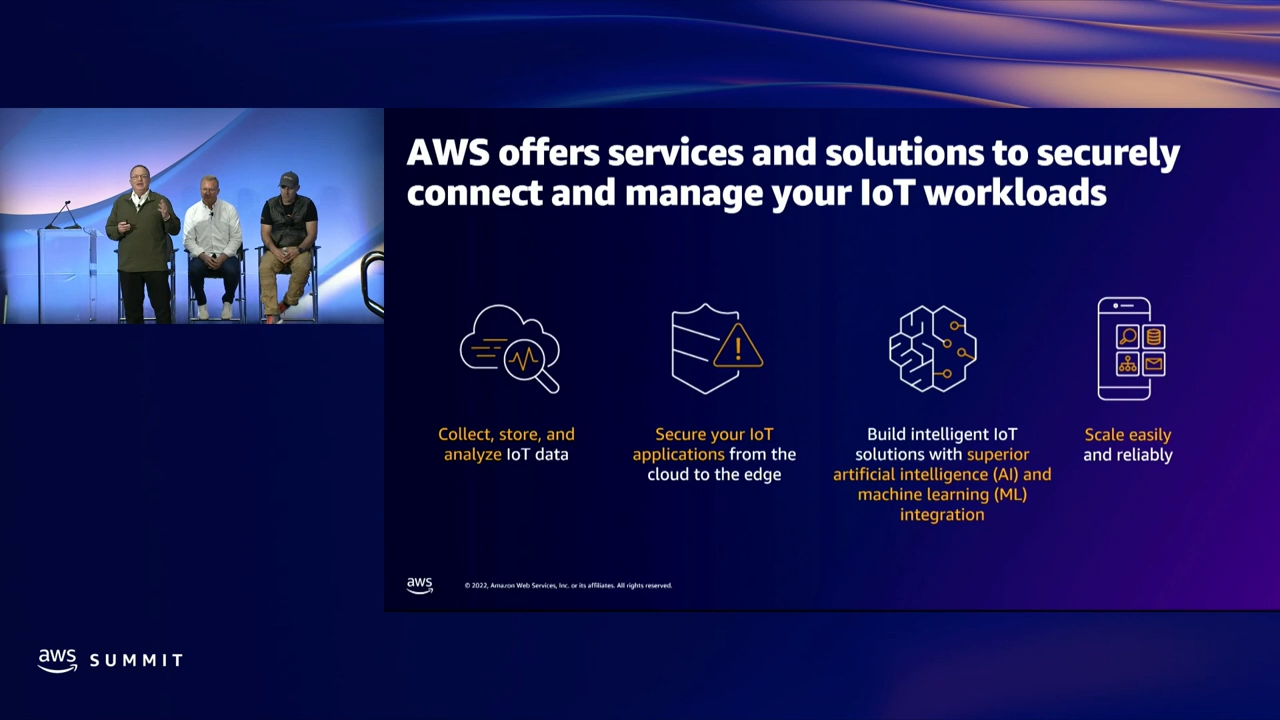 AWS offers services and solutions to securely
connect and manage your IoT workloads
Collect, store, and
analyze IoT data
Secure your IoT
applications from the
cloud to the edge
Build intelligent IoT
solutions with superior
artificial intelligence (AI) and
machine learning (ML)
integration
Scale easily
and reliably
aws
© 2022, Amazon Web Services, Inc. or its affiliates. All rights reserved.
aws SUMMIT